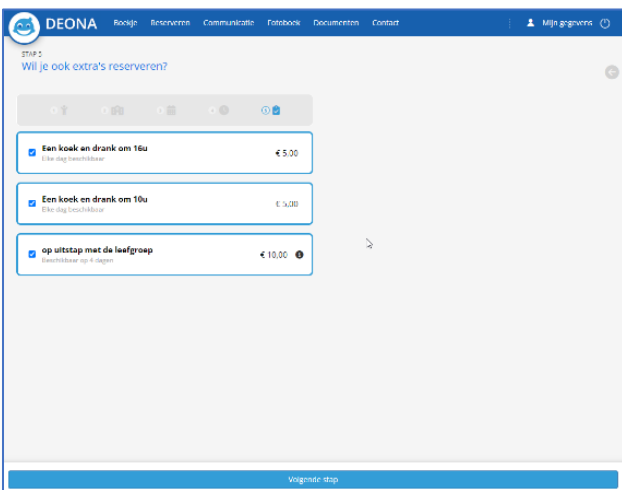 DEONA Boekje Reserveren Communicatie Fotoboek Documenten Contact Mijn gegevens
STAP 5
Wil je ook extra's reserveren?
Een koek en drank om 16u
€ 5,00
Elke dag beschikbaar
Een koek en drank om 10u
€ 5,00
Elke dag beschikbaar
op uitstap met de leefgroep
€ 10,00
Beschikbaar op 4 dagen
Volgende stap